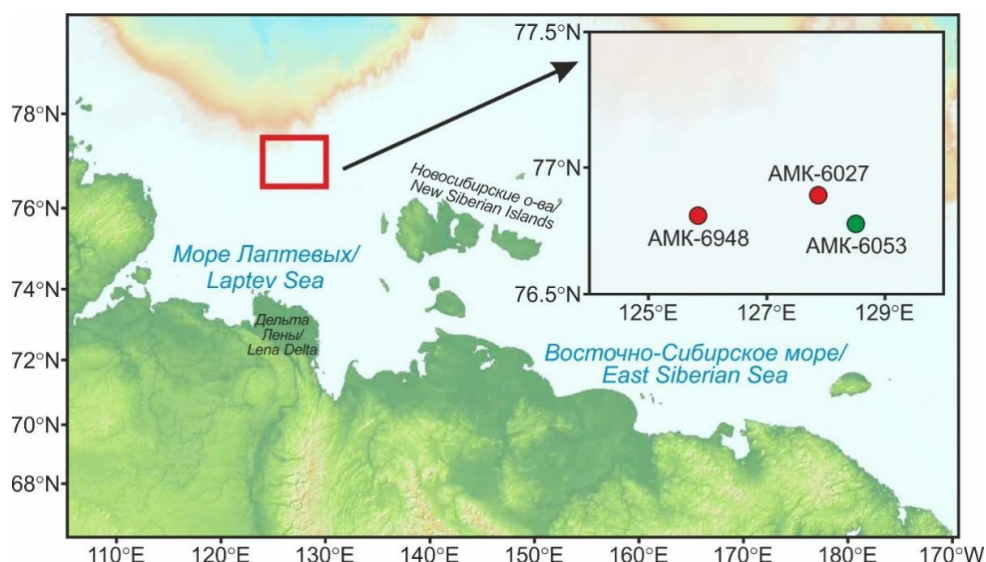 77.5°N
78°N
77°N
АМК-6027
Новосибирские о-ва/
New Siberian Islands
76°N
АМК-6948
АМК-6053
Море Лаптевых/
Laptev Sea
76.5°N
74°N
125°E
127°E
129°E
Дельта
Лены/
Lena Delta
72°N
Восточно-Сибирское море/
East Siberian Sea
70°N
68°N
110°E
120°E
130°E
140°E
150°E
160°E
170°E
180°E
170°W